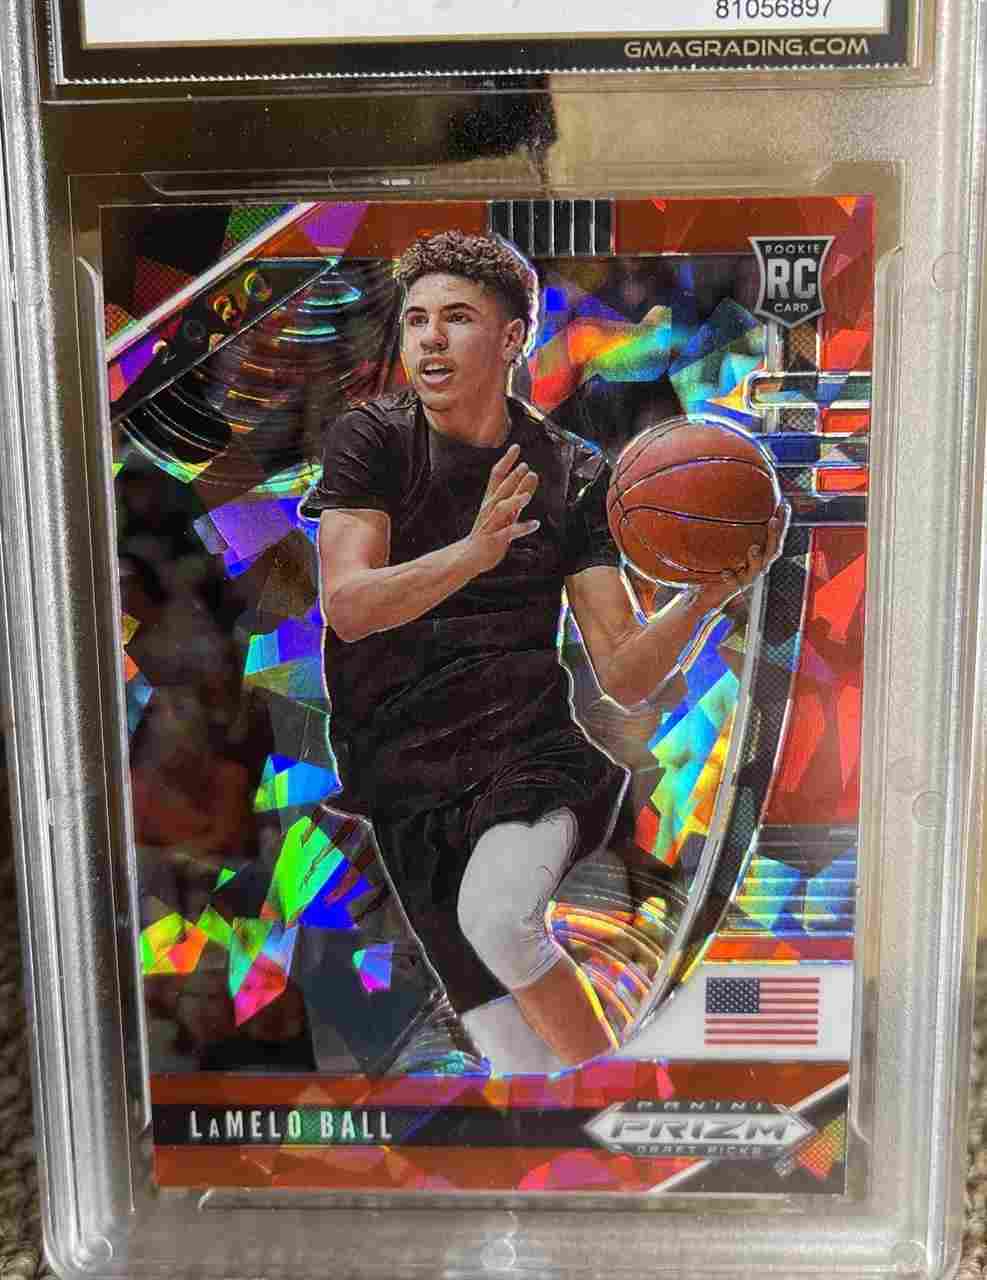 81056897
GMAGRADING.COM
ROOKIE
RC
CARD
LaMELO BALL
PANINI
PRIZM
DRAFT PICKS